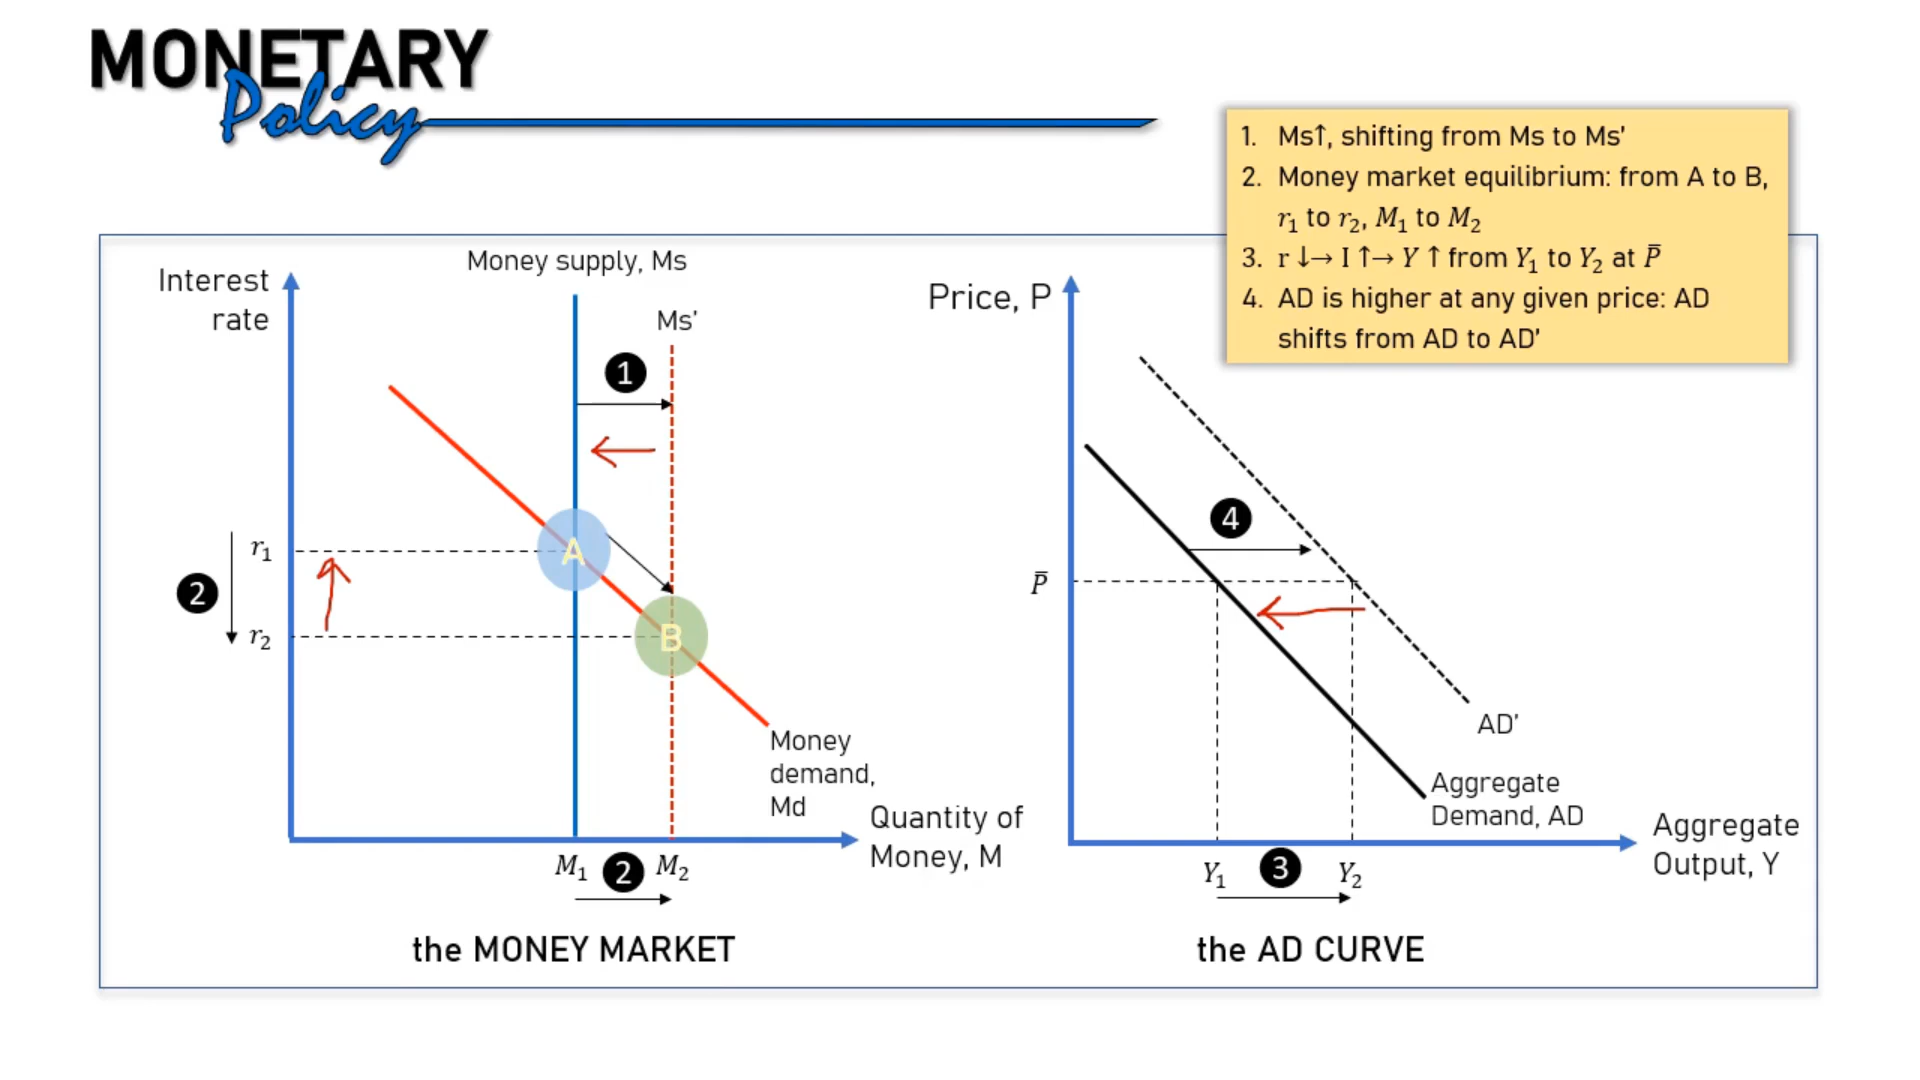 MONETARY
Policy
1. Ms↑, shifting from Ms to Ms’
2. Money market equilibrium: from A to B,
r₁ to r₂, M₁ to M₂
3. r ↓→ I ↑→ Y ↑ from Y₁ to Y₂ at P̅
4. AD is higher at any given price: AD
shifts from AD to AD’
Money supply, Ms
Interest
rate
Ms’
1
A
B
r₁
2
r₂
Money
demand,
Md
Quantity of
Money, M
M₁
2
M₂
the MONEY MARKET
Price, P
4
P̅
AD’
Aggregate
Demand, AD
Aggregate
Output, Y
Y₁
3
Y₂
the AD CURVE